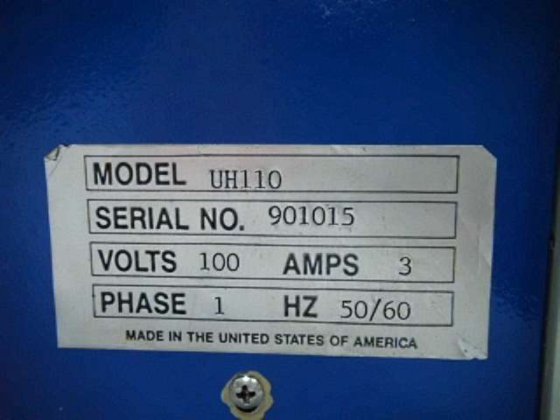 MODEL UH110
SERIAL NO. 901015
VOLTS 100 AMPS 3
PHASE 1 HZ 50/60
MADE IN THE UNITED STATES OF AMERICA